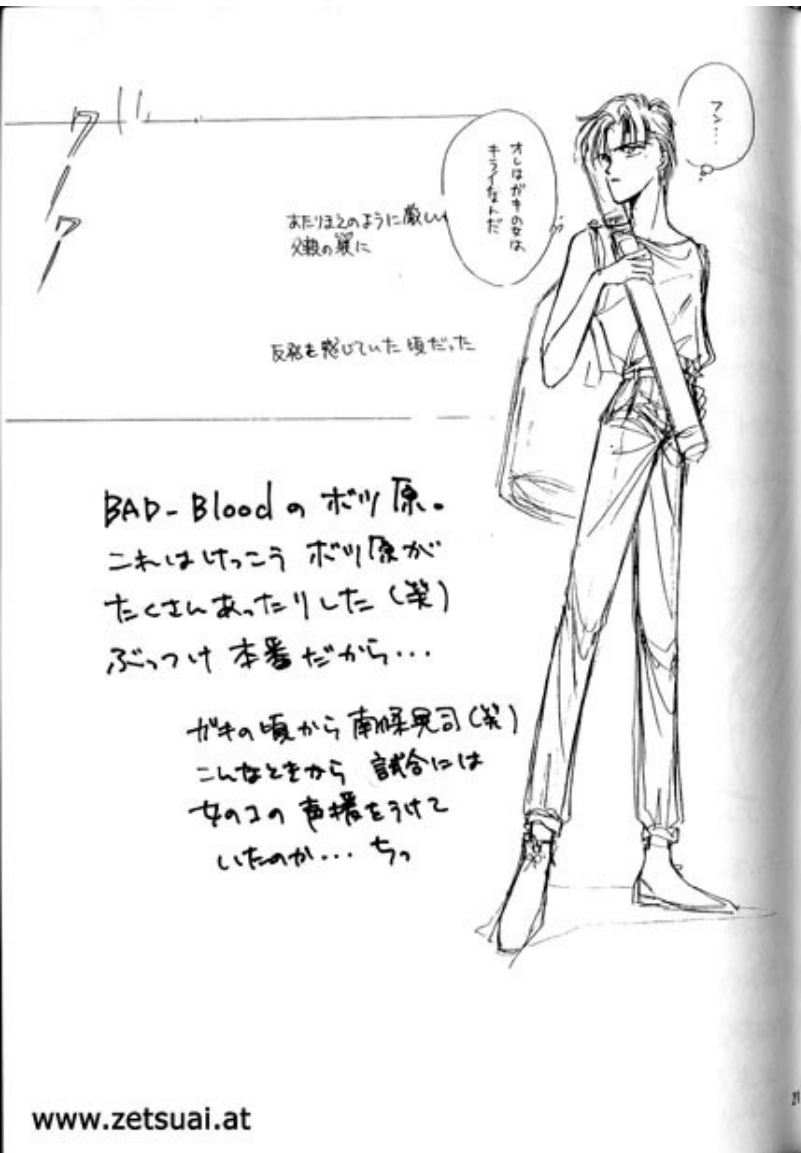 フン…
オレはガキの女は、
キライなんだ
あたりまえのように厳しい
父親の翼に
反発を感じていた頃だった
BAD-Bloodのボツ原。
これはけっこうボツ原が
たくさんあったりした(笑)
ぶっつけ本番だから・・・
ガキの頃から南條晃司(笑)
こんなときから試合には
女のコの声援をうけて
いたのか・・・ちっ
www.zetsuai.at